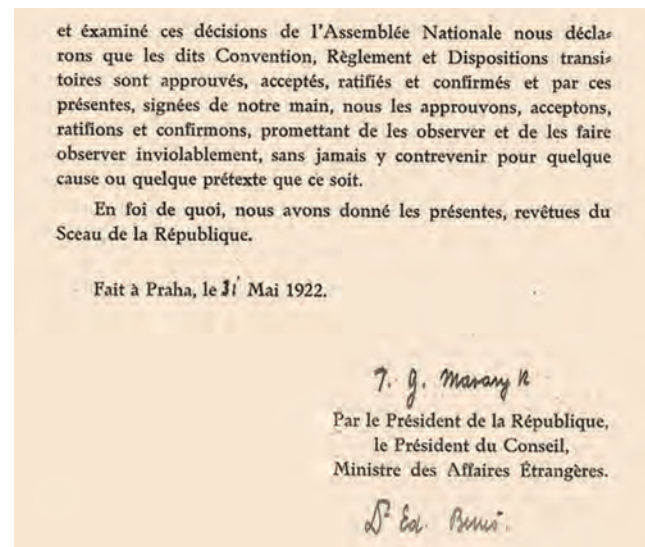 et éxaminé ces décisions de l'Assemblée Nationale nous décla=
rons que les dits Convention, Règlement et Dispositions transi=
toires sont approuvés, acceptés, ratifiés et confirmés et par ces
présentes, signées de notre main, nous les approuvons, acceptons,
ratifions et confirmons, promettant de les observer et de les faire
observer inviolablement, sans jamais y contrevenir pour quelque
cause ou quelque prétexte que ce soit.
En foi de quoi, nous avons donné les présentes, revêtues du
Sceau de la République.
Fait à Praha, le 31 Mai 1922.
T. G. Masaryk
Par le Président de la République,
le Président du Conseil,
Ministre des Affaires Étrangères.
Dr Ed. Beneš.